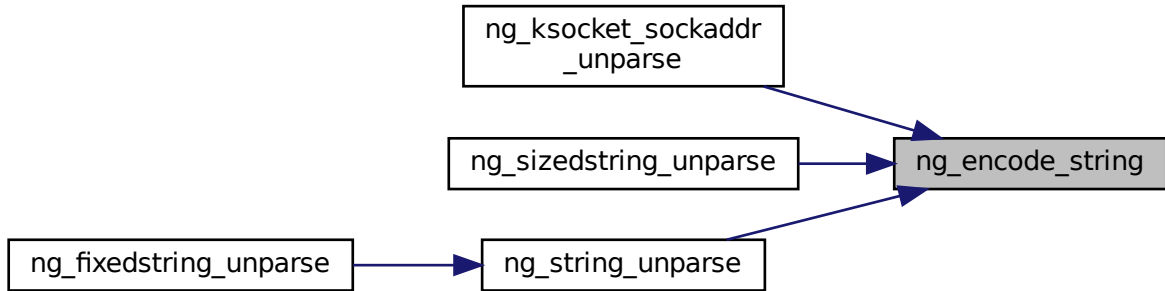 ng_ksocket_sockaddr
_unparse
ng_sizedstring_unparse
ng_encode_string
ng_fixedstring_unparse
ng_string_unparse